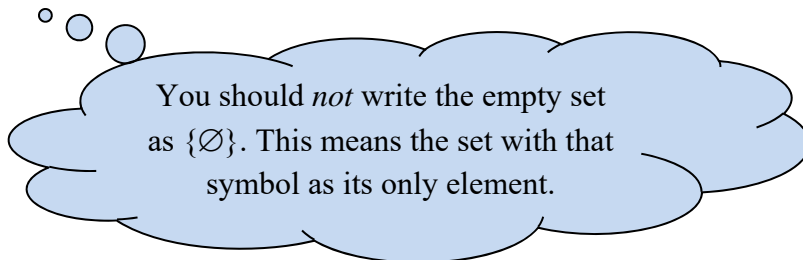 You should not write the empty set
as {∅}. This means the set with that
symbol as its only element.